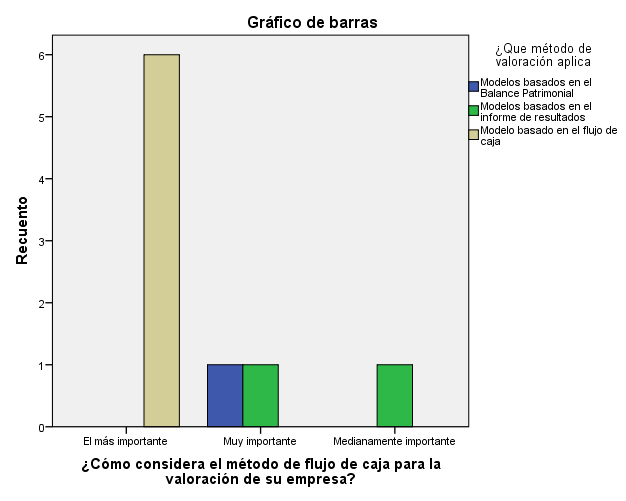 Gráfico de barras
¿Que método de
valoración aplica
Modelos basados en el
Balance Patrimonial
Modelos basados en el
informe de resultados
Modelo basado en el flujo de
caja
Recuento
6
5
4
3
2
1
0
El más importante
Muy importante
Medianamente importante
¿Cómo considera el método de flujo de caja para la
valoración de su empresa?